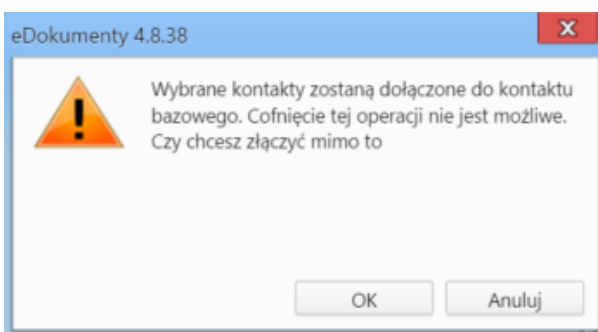 eDokumenty 4.8.38
Wybrane kontakty zostaną dołączone do kontaktu
bazowego. Cofnięcie tej operacji nie jest możliwe.
Czy chcesz złączyć mimo to
OK
Anuluj